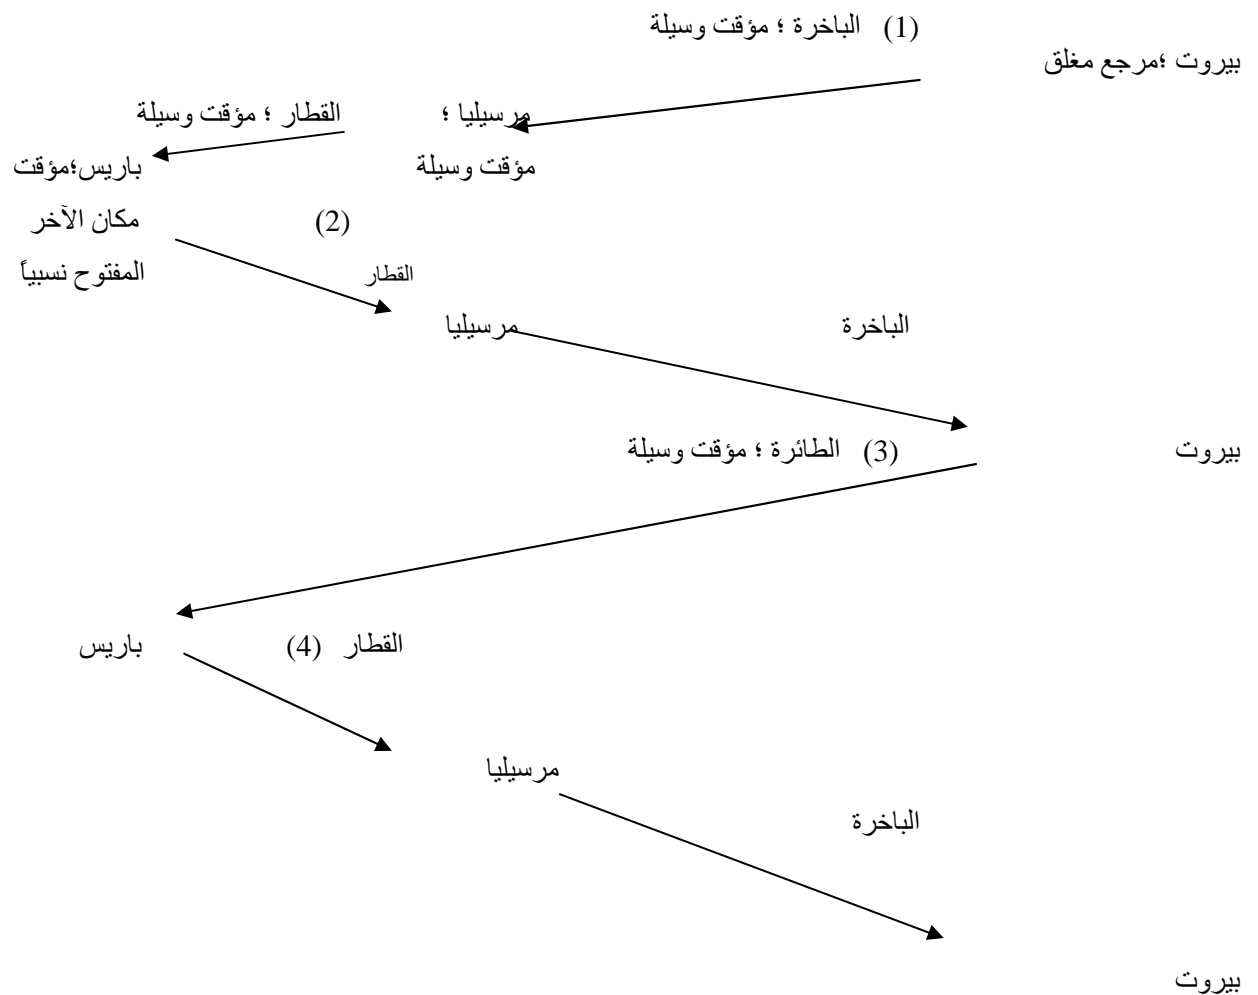 (1) الباخرة ؛ مؤقت وسيلة
بيروت ؛مرجع مغلق
مرسيليا ؛
القطار ؛ مؤقت وسيلة
مؤقت وسيلة
باريس؛مؤقت
مكان الآخر
(2)
المفتوح نسبياً
القطار
الباخرة
مرسيليا
بيروت
(3) الطائرة ؛ مؤقت وسيلة
القطار (4)
باريس
مرسيليا
الباخرة
بيروت